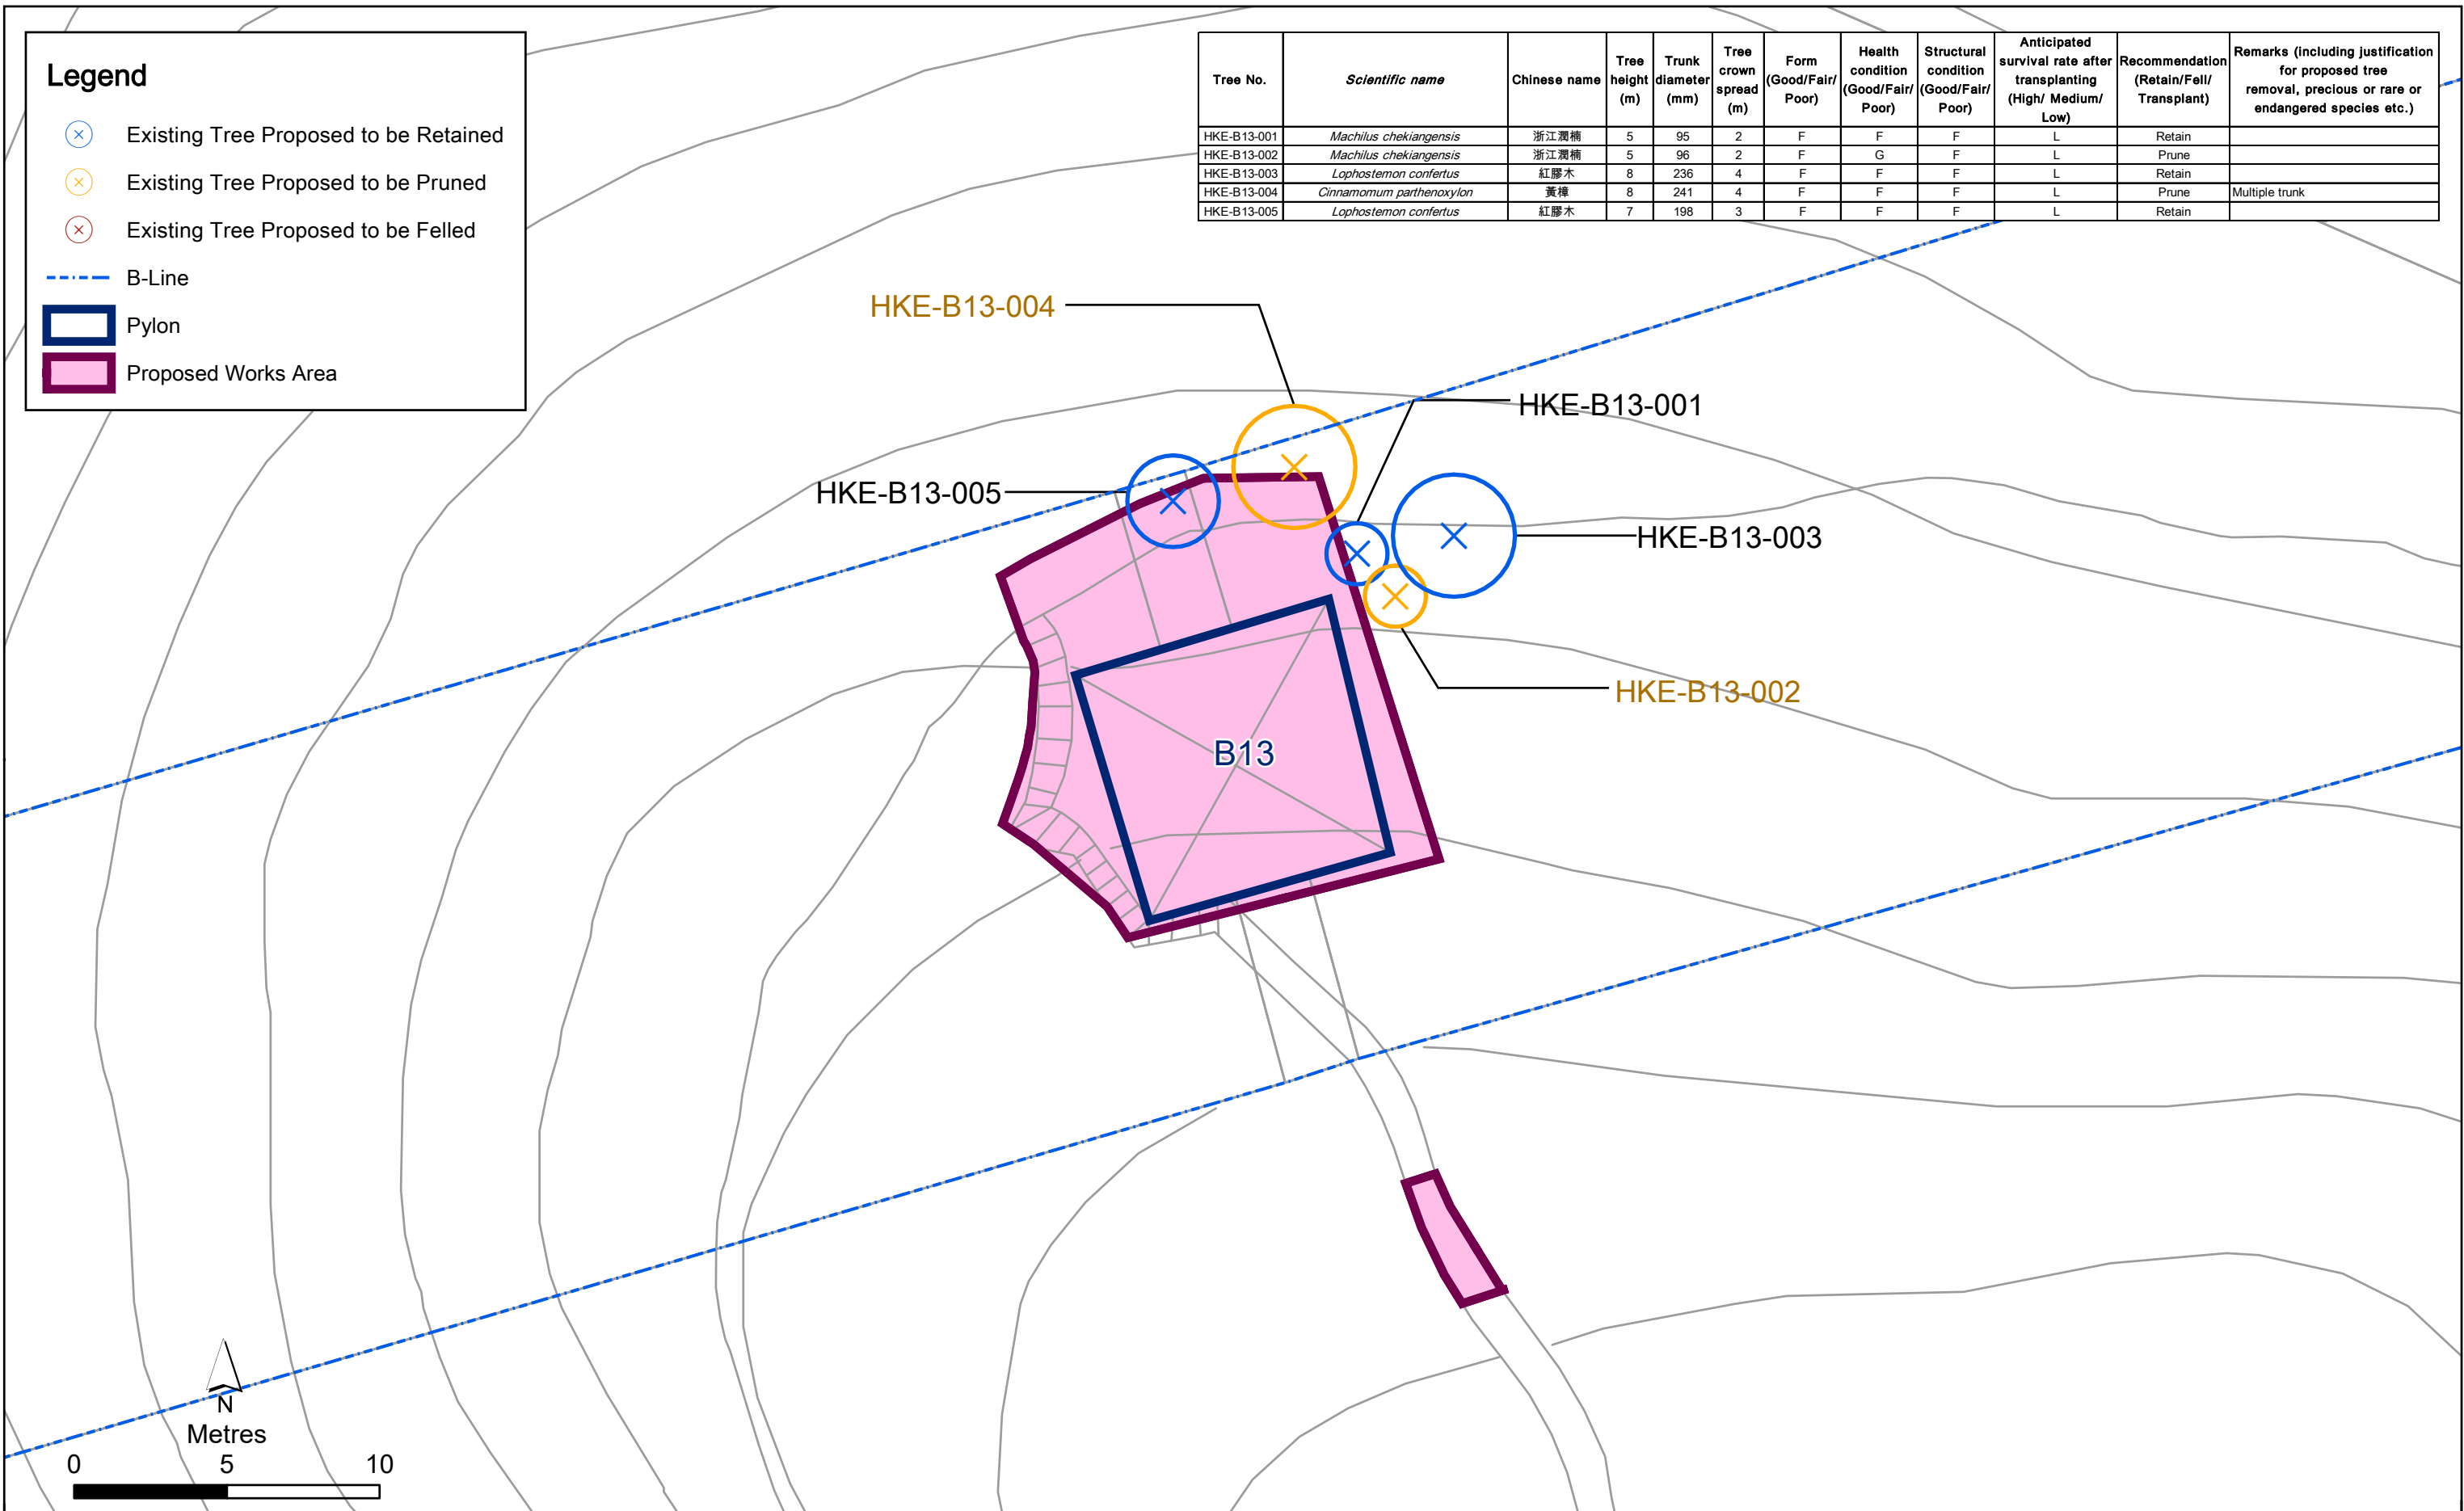 Legend
Existing Tree Proposed to be Retained
Existing Tree Proposed to be Pruned
Existing Tree Proposed to be Felled
B-Line
Pylon
Proposed Works Area
Tree No. Scientific name Chinese name Tree height (m) Trunk diameter (mm) Tree crown spread (m) Form (Good/Fair/ Poor) Health condition (Good/Fair/ Poor) Structural condition (Good/Fair/ Poor) Anticipated survival rate after transplanting (High/ Medium/ Low) Recommendation (Retain/Fell/ Transplant) Remarks (including justification for proposed tree removal, precious or rare or endangered species etc.)
HKE-B13-001 Machilus chekiangensis 浙江潤楠 5 95 2 F F F L Retain
HKE-B13-002 Machilus chekiangensis 浙江潤楠 5 96 2 F G F L Prune
HKE-B13-003 Lophostemon confertus 紅膠木 8 236 4 F F F L Retain
HKE-B13-004 Cinnamomum parthenoxylon 黃樟 8 241 4 F F F L Prune Multiple trunk
HKE-B13-005 Lophostemon confertus 紅膠木 7 198 3 F F F L Retain
HKE-B13-004
HKE-B13-001
HKE-B13-005
HKE-B13-003
HKE-B13-002
B13
N
Metres
0 5 10